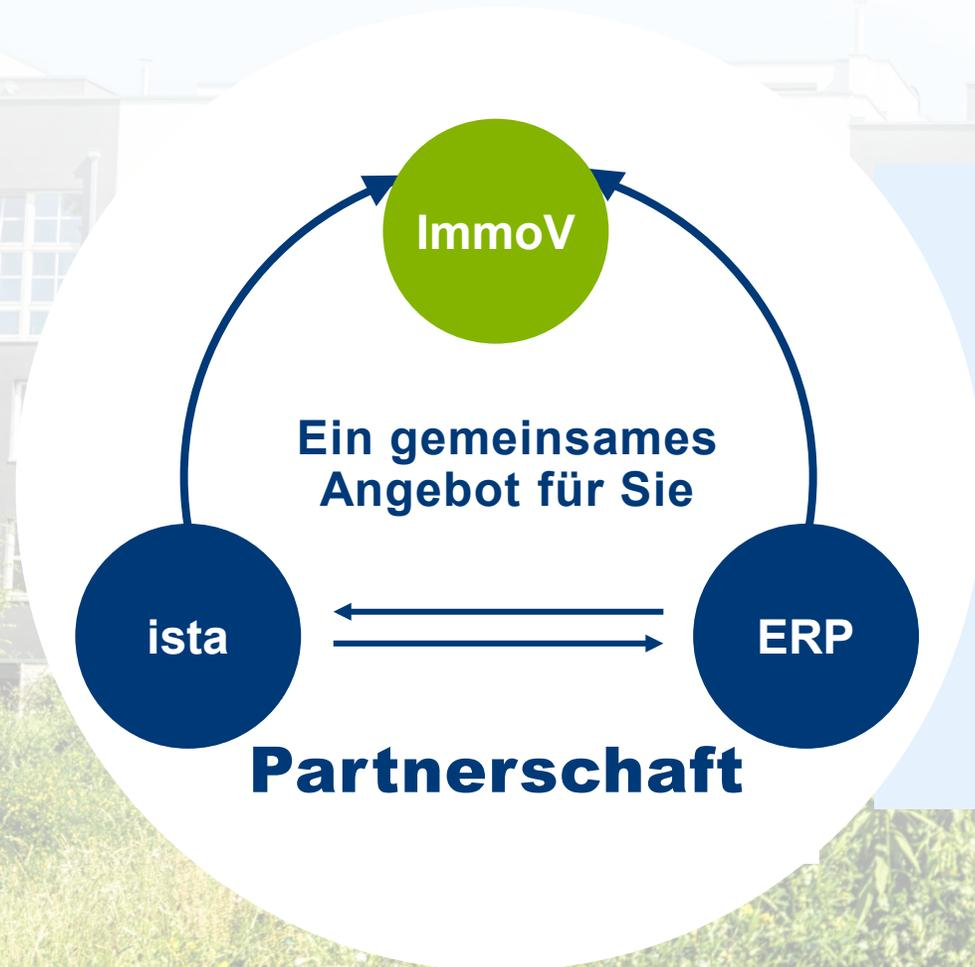 ImmoV
Ein gemeinsames
Angebot für Sie
ista
ERP
Partnerschaft